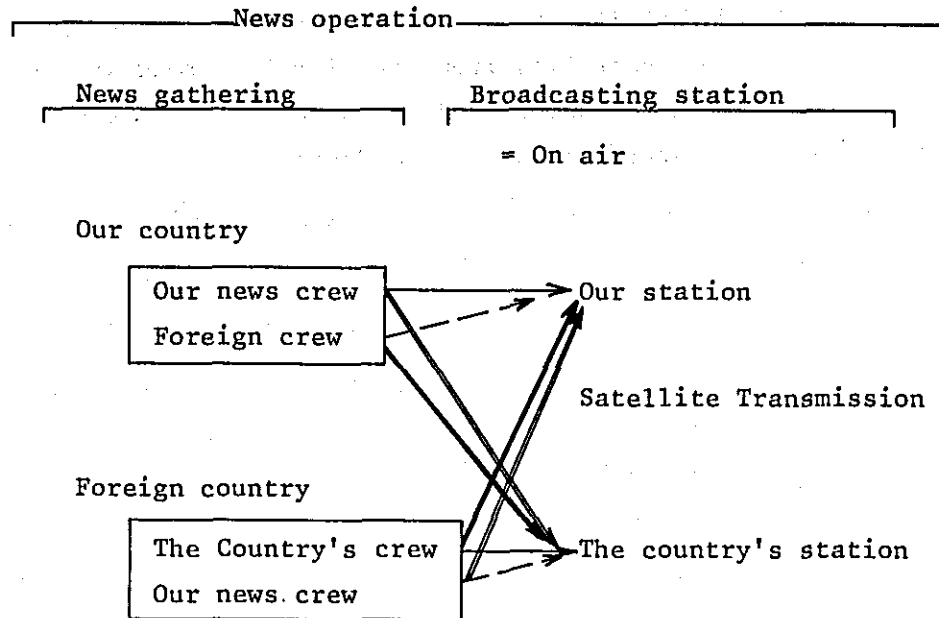 News operation
News gathering Broadcasting station
= On air
Our country
Our news crew Our station
Foreign crew
Satellite Transmission
Foreign country
The Country's crew The country's station
Our news crew